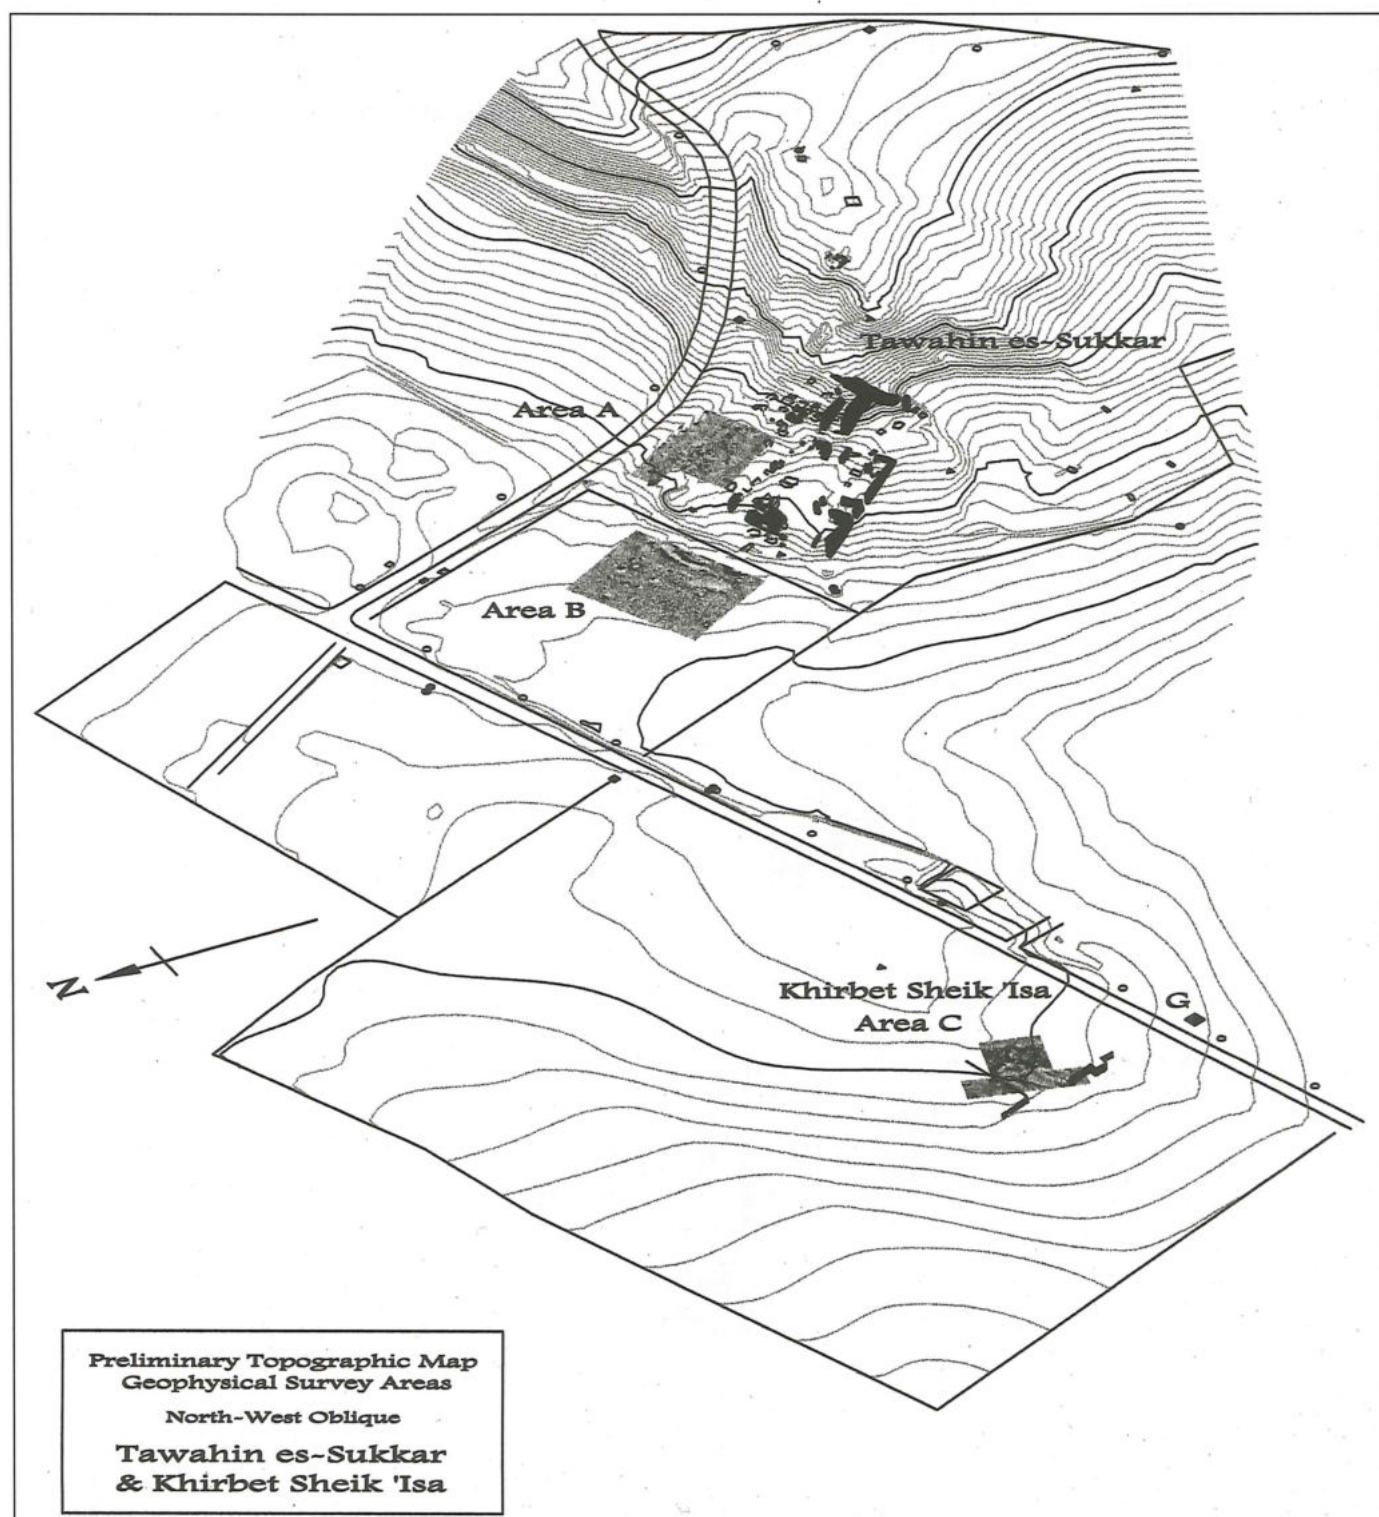 Tawahin es-Sukkar
Area A
Area B
N
Khirbet Sheik 'Isa
Area C
G
Preliminary Topographic Map
Geophysical Survey Areas
North-West Oblique
Tawahin es-Sukkar
& Khirbet Sheik 'Isa